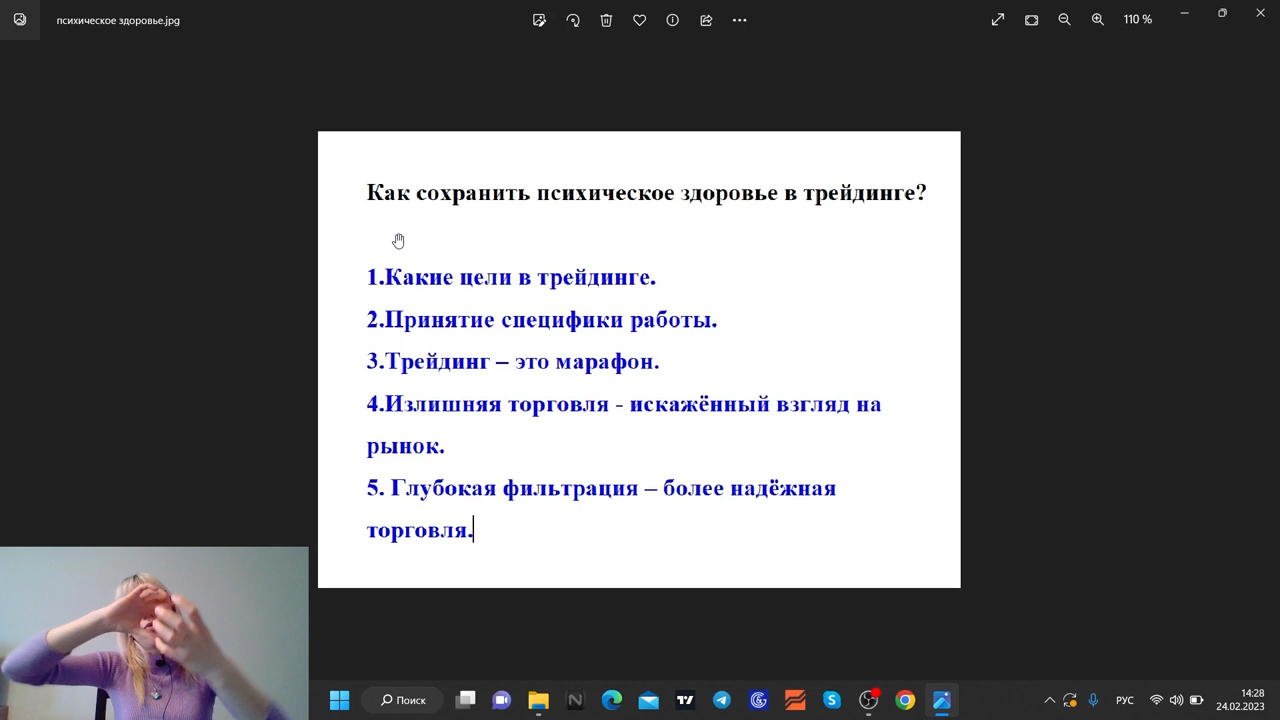 психическое здоровье.jpg
110 %
Как сохранить психическое здоровье в трейдинге?
1.Какие цели в трейдинге.
2.Принятие специфики работы.
3.Трейдинг – это марафон.
4.Излишняя торговля - искажённый взгляд на
рынок.
5. Глубокая фильтрация – более надёжная
торговля.
Поиск
РУС
14:28
24.02.2023